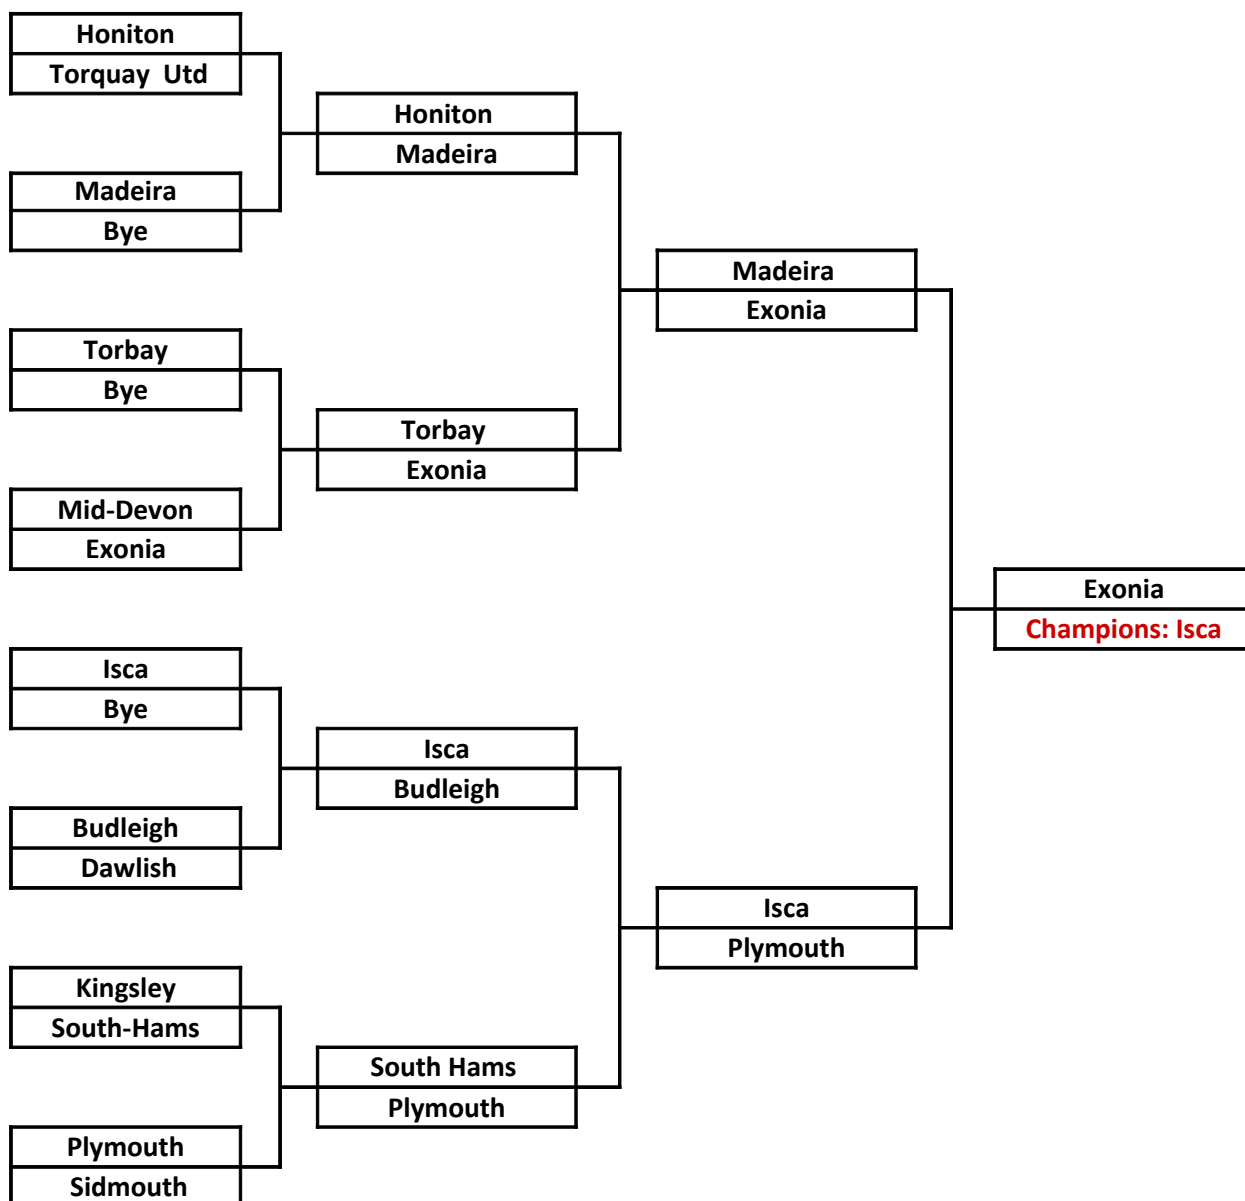 Honiton
Torquay  Utd
Madeira
Bye
Torbay
Bye
Mid-Devon
Exonia
Isca
Bye
Budleigh
Dawlish
Kingsley
South-Hams
Plymouth
Sidmouth
Honiton
Madeira
Torbay
Exonia
Isca
Budleigh
South Hams
Plymouth
Madeira
Exonia
Isca
Plymouth
Exonia
Champions: Isca